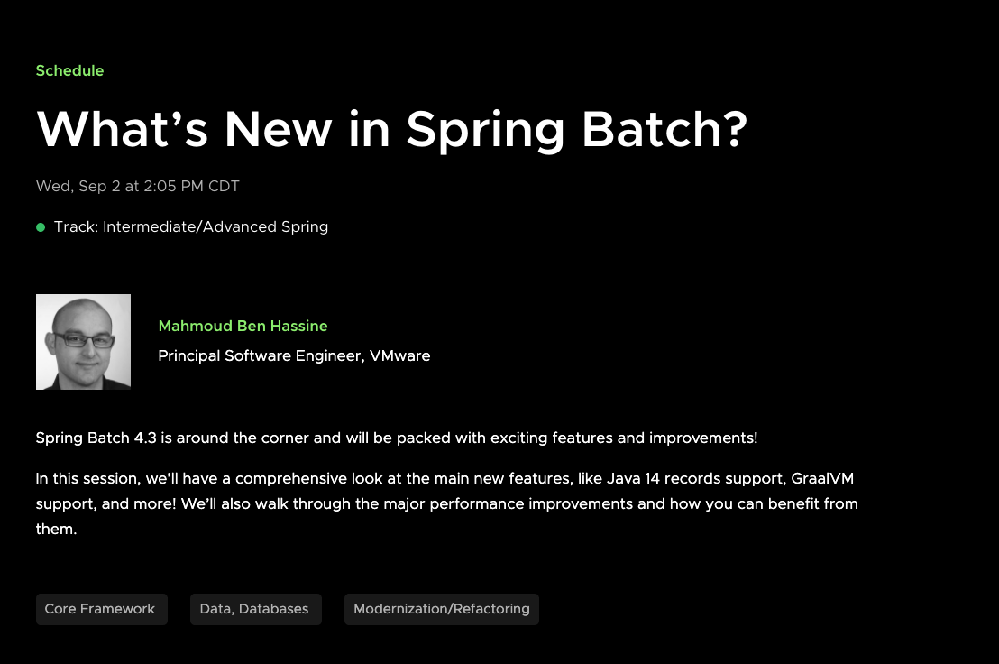 Schedule
What’s New in Spring Batch?
Wed, Sep 2 at 2:05 PM CDT
Track: Intermediate/Advanced Spring
Mahmoud Ben Hassine
Principal Software Engineer, VMware
Spring Batch 4.3 is around the corner and will be packed with exciting features and improvements!
In this session, we’ll have a comprehensive look at the main new features, like Java 14 records support, GraalVM
support, and more! We’ll also walk through the major performance improvements and how you can benefit from
them.
Core Framework
Data, Databases
Modernization/Refactoring